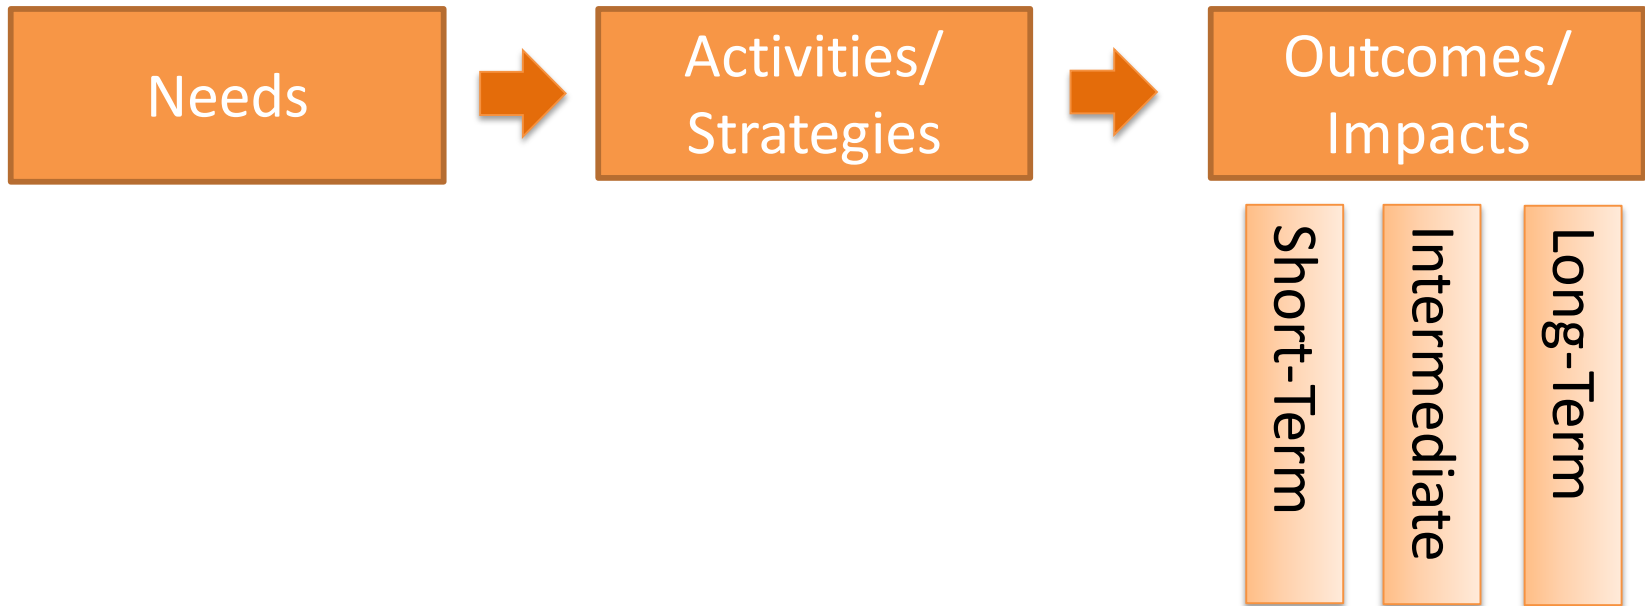 Needs
Activities/
Strategies
Outcomes/
Impacts
Short-Term
Intermediate
Long-Term